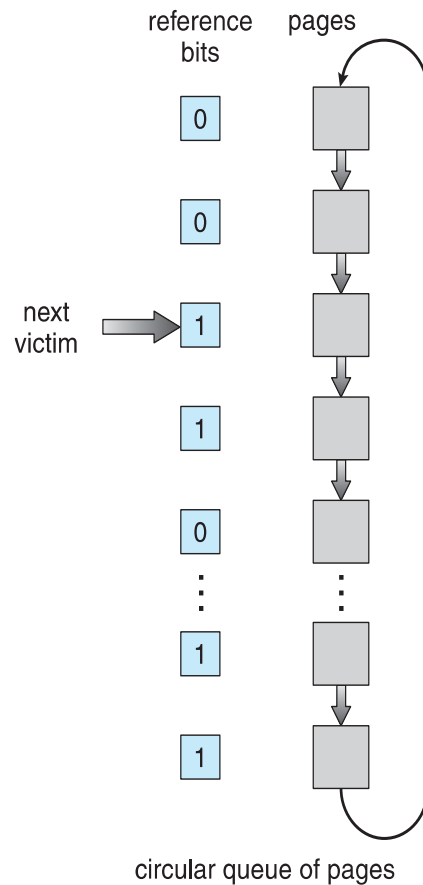 reference bits
pages
0
0
next victim
1
1
0
1
1
circular queue of pages